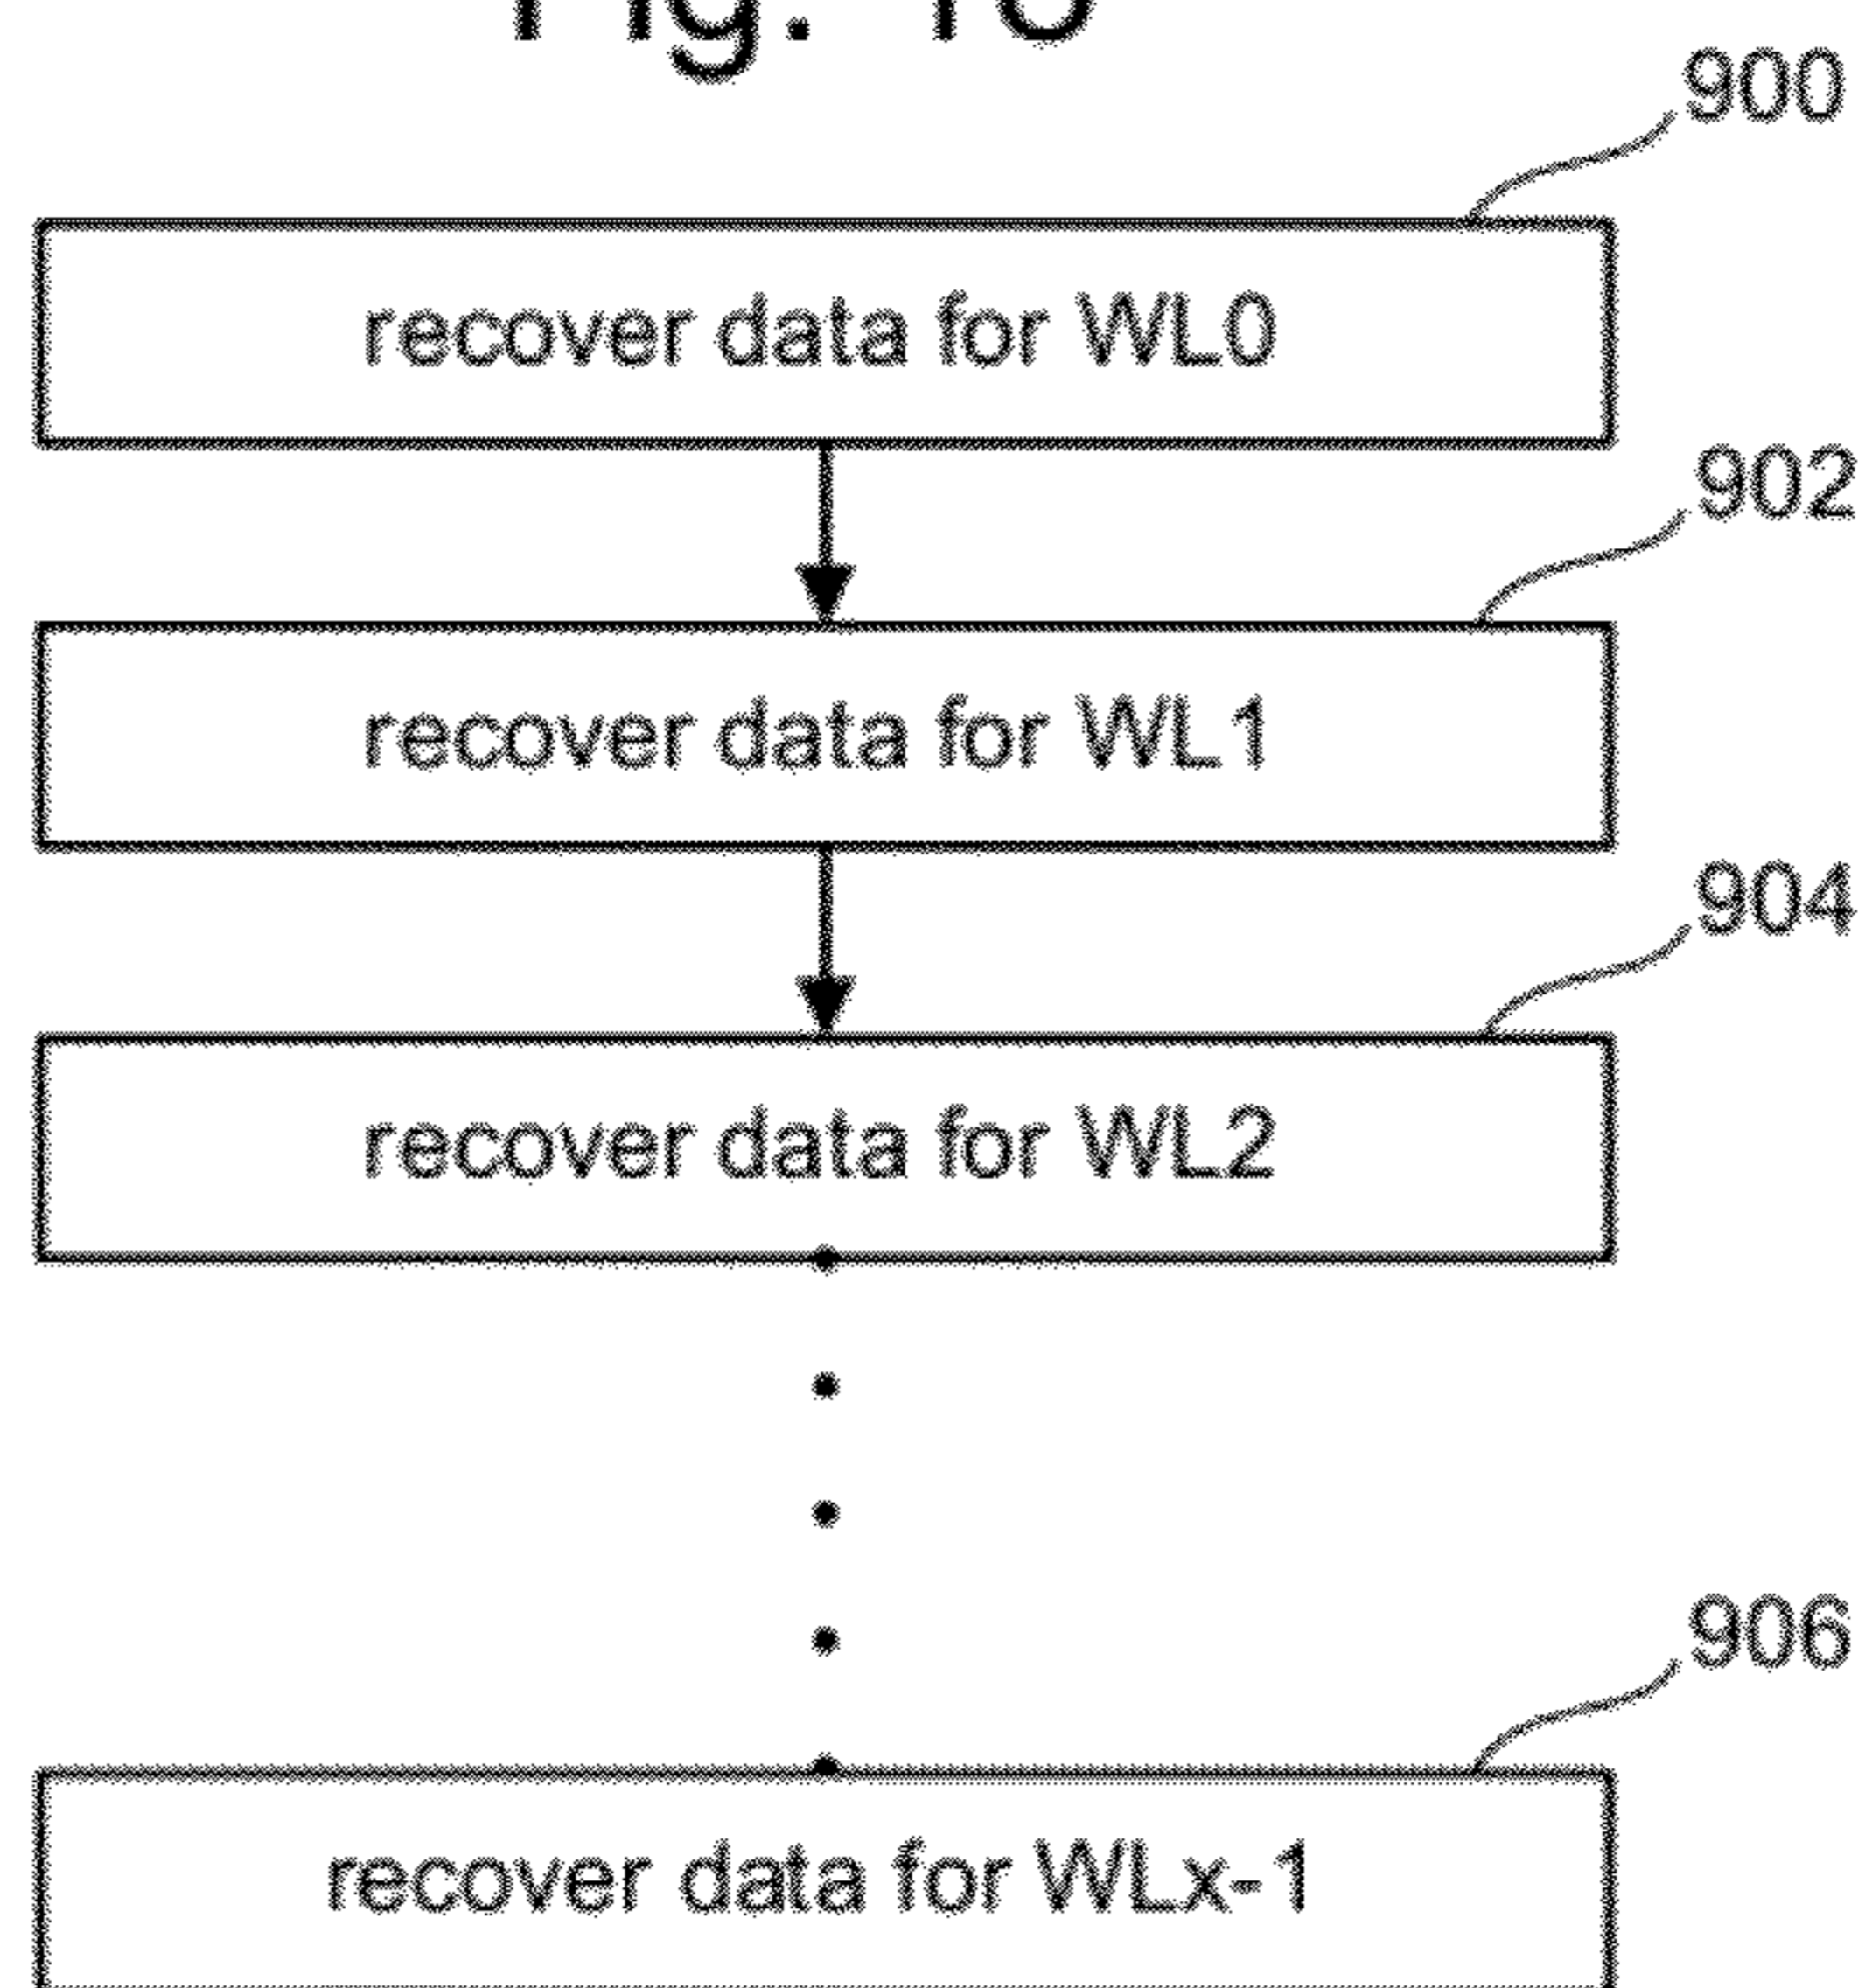 Fig.
900
recover data for WL0
902
recover data for WL1
904
recover data for WL2
906
recover data for WLx-1